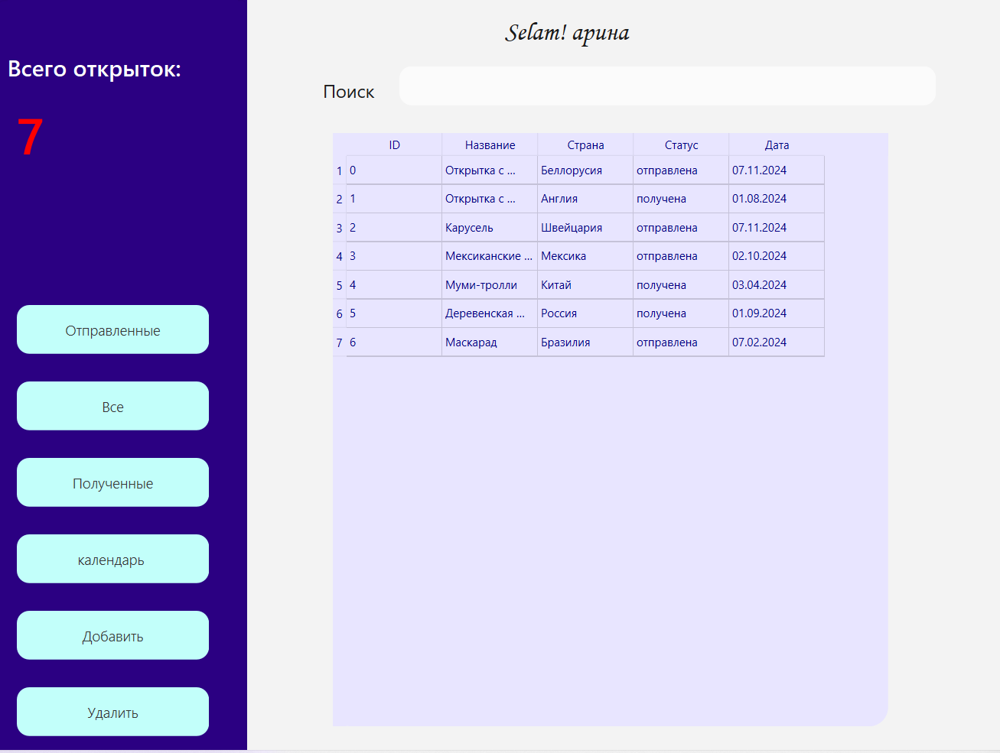 Всего открыток:
7
Отправленные
Все
Полученные
календарь
Добавить
Удалить
Selam! арина
Поиск
ID Название Страна Статус Дата
1 0 Открытка с ... Беллорусия отправлена 07.11.2024
2 1 Открытка с ... Англия получена 01.08.2024
3 2 Карусель Швейцария отправлена 07.11.2024
4 3 Мексиканские ... Мексика отправлена 02.10.2024
5 4 Муми-тролли Китай получена 03.04.2024
6 5 Деревенская ... Россия получена 01.09.2024
7 6 Маскарад Бразилия отправлена 07.02.2024